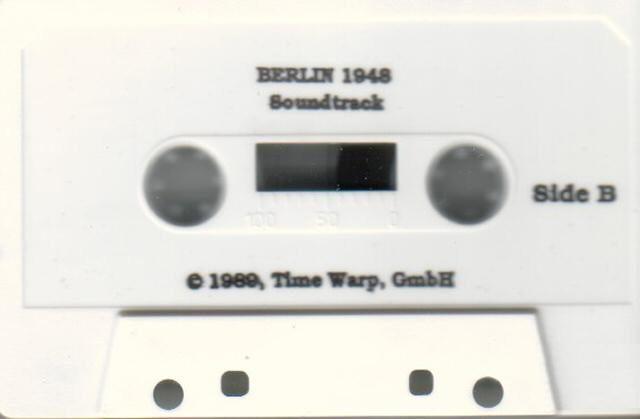 BERLIN 1948
Soundtrack
Side B
100 50 0
© 1989, Time Warp, GmbH